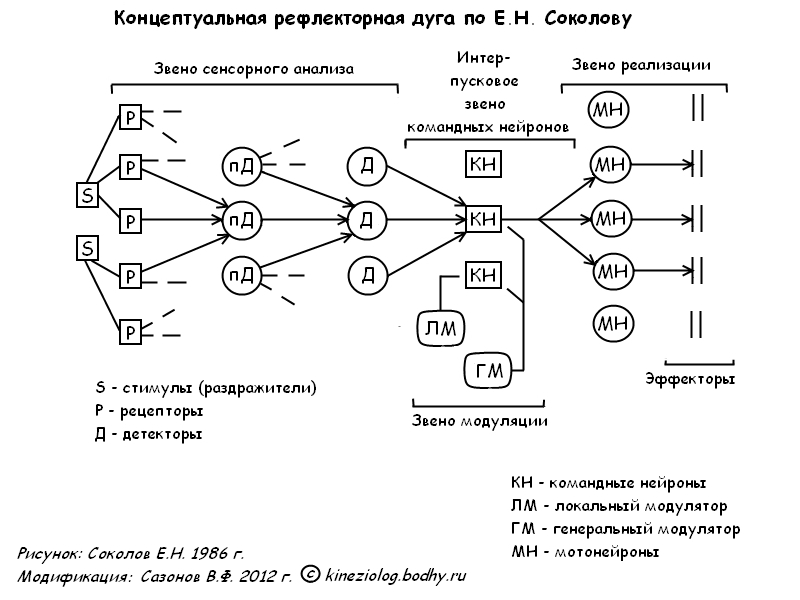 Концептуальная рефлекторная дуга по Е.Н. Соколову
Звено сенсорного анализа
Интер-
пусковое
звено
командных нейронов
Звено реализации
Р
МН
Р
пД
Д
КН
МН
S
Р
пД
Д
КН
МН
S
Р
пД
Д
КН
МН
Р
ЛМ
МН
ГМ
Эффекторы
S - стимулы (раздражители)
Р - рецепторы
Д - детекторы
Звено модуляции
КН - командные нейроны
ЛМ - локальный модулятор
ГМ - генеральный модулятор
МН - мотонейроны
Рисунок: Соколов Е.Н. 1986 г.
Модификация: Сазонов В.Ф. 2012 г. © kineziolog.bodhy.ru